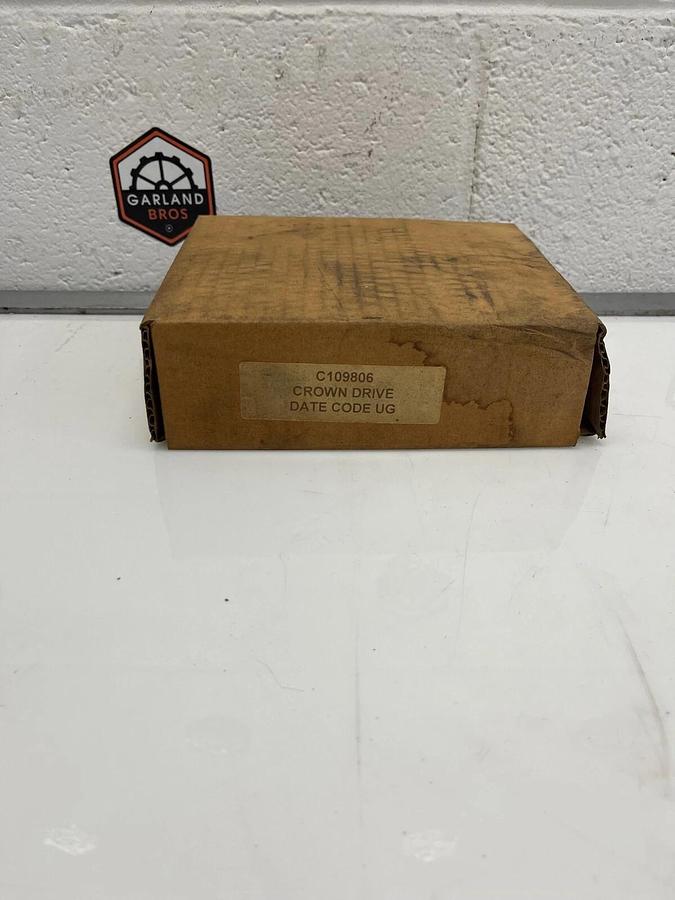 GARLAND
BROS
C109806
CROWN DRIVE
DATE CODE UG